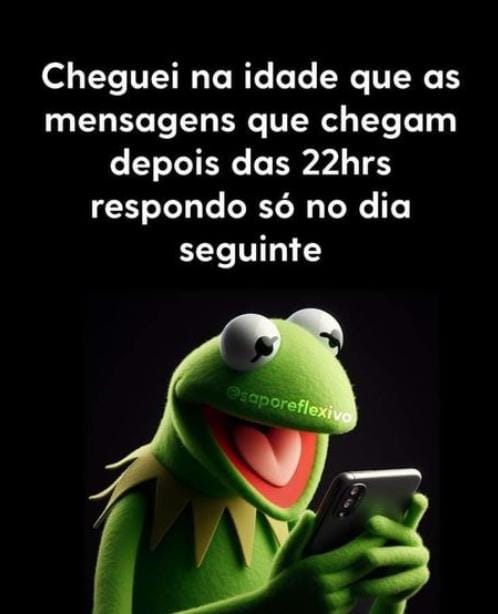 Cheguei na idade que as
mensagens que chegam
depois das 22hrs
respondo só no dia
seguinte
@saporeflexivo